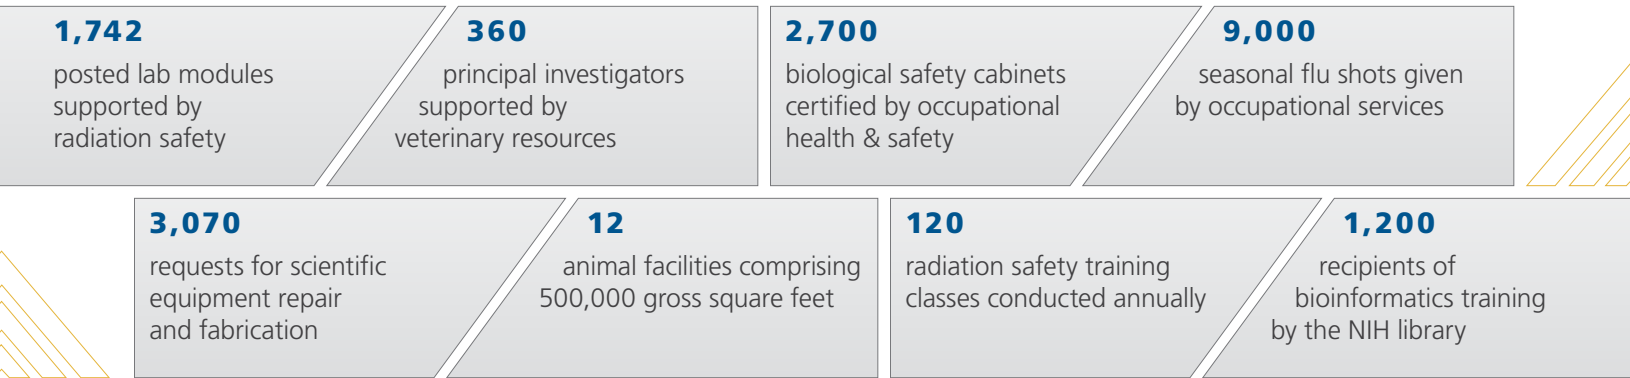 1,742
posted lab modules
supported by
radiation safety
360
principal investigators
supported by
veterinary resources
2,700
biological safety cabinets
certified by occupational
health & safety
9,000
seasonal flu shots given
by occupational services
3,070
requests for scientific
equipment repair
and fabrication
12
animal facilities comprising
500,000 gross square feet
120
radiation safety training
classes conducted annually
1,200
recipients of
bioinformatics training
by the NIH library